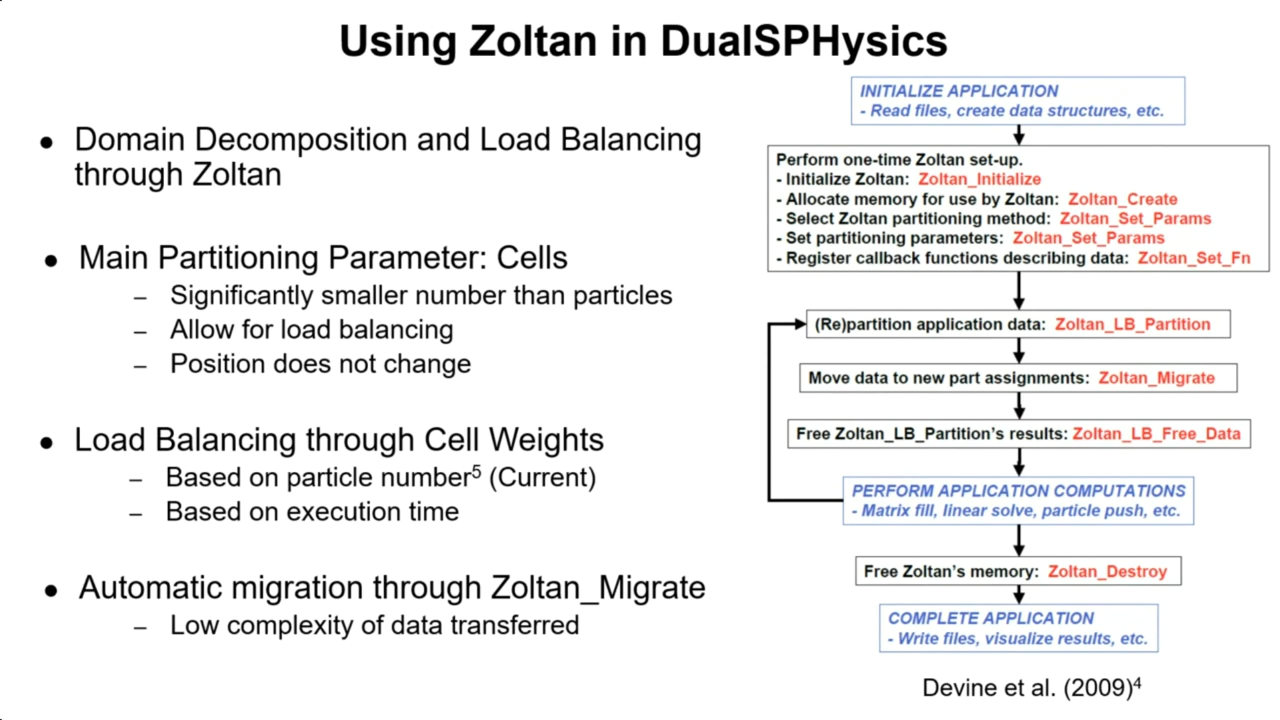 Using Zoltan in DualSPHysics
● Domain Decomposition and Load Balancing
through Zoltan
● Main Partitioning Parameter: Cells
– Significantly smaller number than particles
– Allow for load balancing
– Position does not change
● Load Balancing through Cell Weights
– Based on particle number⁵ (Current)
– Based on execution time
● Automatic migration through Zoltan_Migrate
– Low complexity of data transferred
INITIALIZE APPLICATION
- Read files, create data structures, etc.
Perform one-time Zoltan set-up.
- Initialize Zoltan: Zoltan_Initialize
- Allocate memory for use by Zoltan: Zoltan_Create
- Select Zoltan partitioning method: Zoltan_Set_Params
- Set partitioning parameters: Zoltan_Set_Params
- Register callback functions describing data: Zoltan_Set_Fn
(Re)partition application data: Zoltan_LB_Partition
Move data to new part assignments: Zoltan_Migrate
Free Zoltan_LB_Partition's results: Zoltan_LB_Free_Data
PERFORM APPLICATION COMPUTATIONS
- Matrix fill, linear solve, particle push, etc.
Free Zoltan's memory: Zoltan_Destroy
COMPLETE APPLICATION
- Write files, visualize results, etc.
Devine et al. (2009)⁴